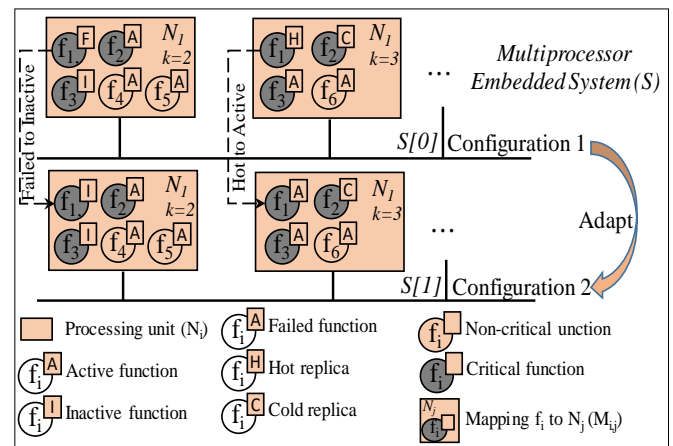 f1, F f2 A N1
k=2
f3 I f4 A f5 A
f1 H f2 C N1
k=3
f3 A f6 A
...
Multiprocessor
Embedded System (S)
Failed to Inactive
Hot to Active
S[0] Configuration 1
Adapt
f1, I f2 A N1
k=2
f3 I f4 A f5 A
f1 A f2 C N1
k=3
f3 A f6 A
...
S[1] Configuration 2
Processing unit (Ni)
fi A Active function
fi I Inactive function
fi A Failed function
fi H Hot replica
fi C Cold replica
fi Non-critical unction
fi Critical function
Nj fi Mapping fi to Nj (Mi,j)